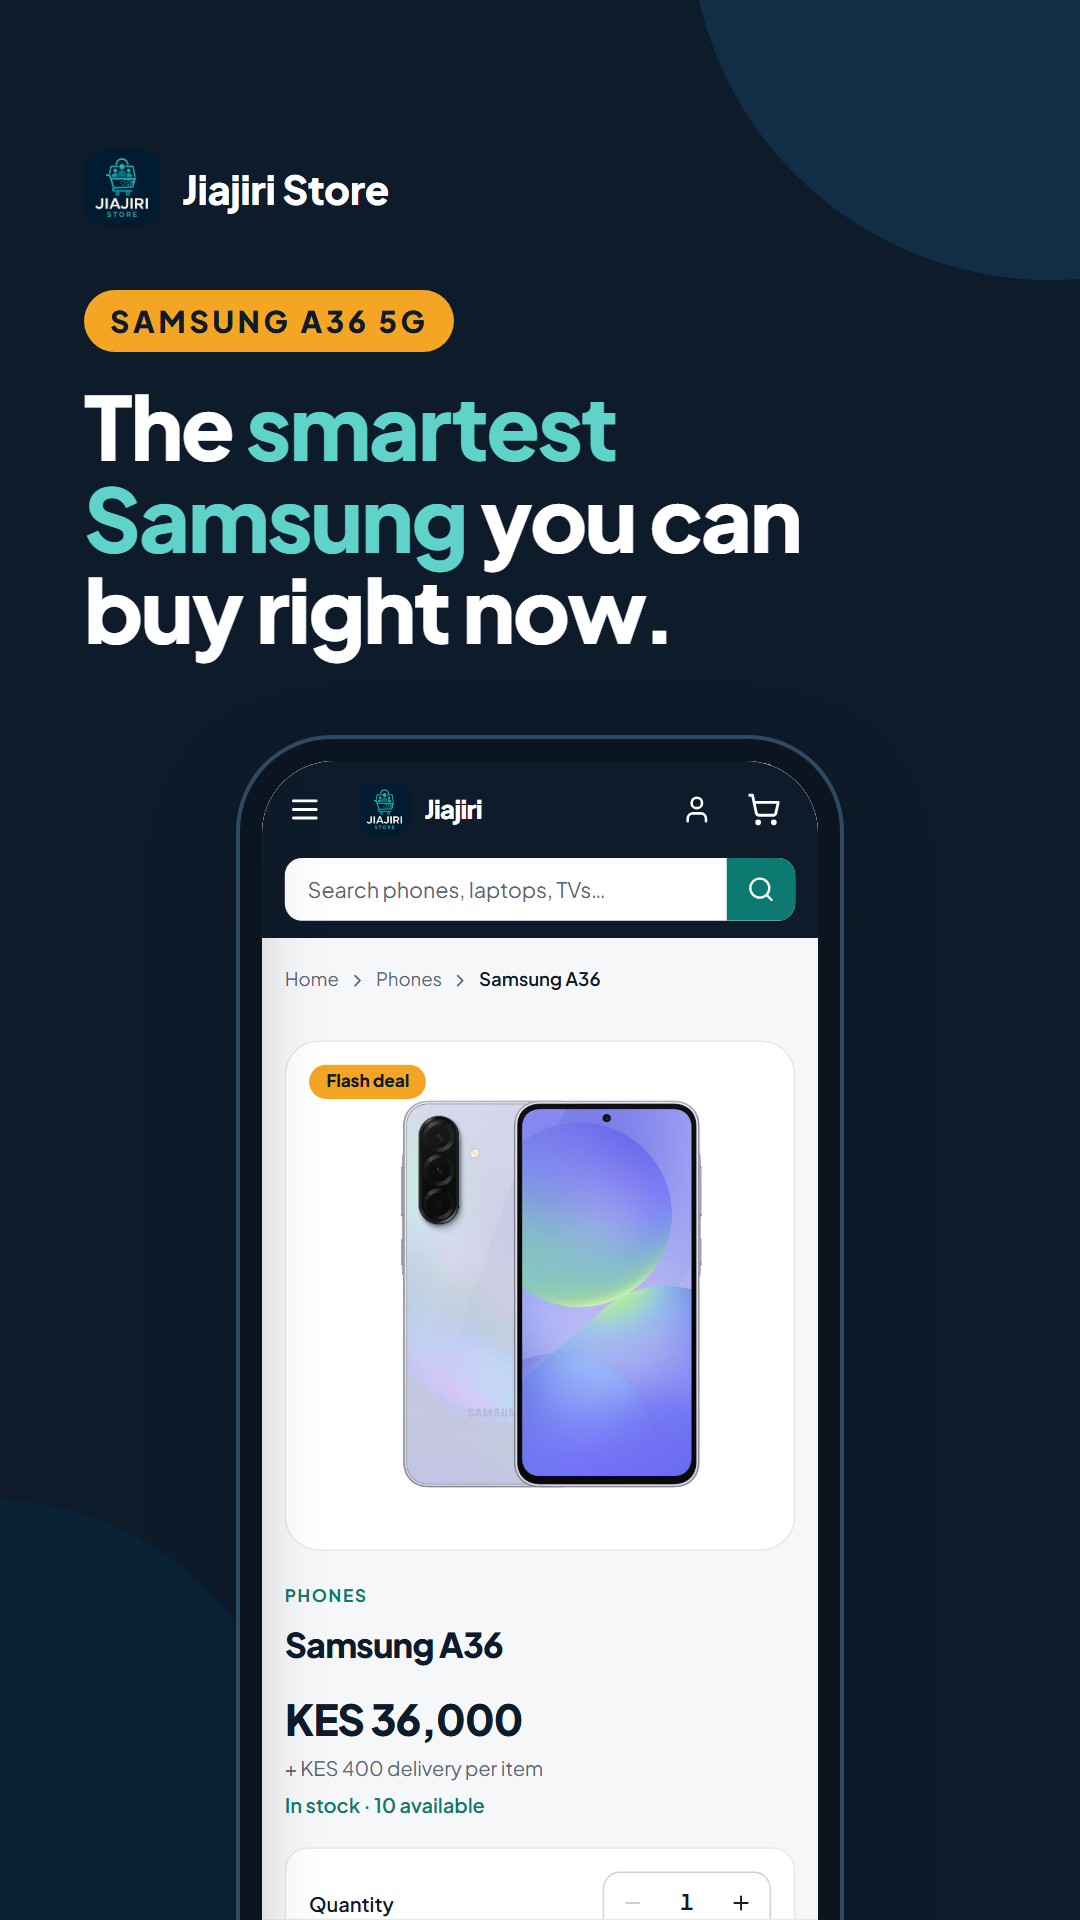 JIAJIRI
STORE
Jiajiri Store
SAMSUNG A36 5G
The smartest
Samsung you can
buy right now.
JIAJIRI
STORE
Jiajiri
Search phones, laptops, TVs...
Home > Phones > Samsung A36
Flash deal
PHONES
Samsung A36
KES 36,000
+ KES 400 delivery per item
In stock · 10 available
Quantity
− 1 +